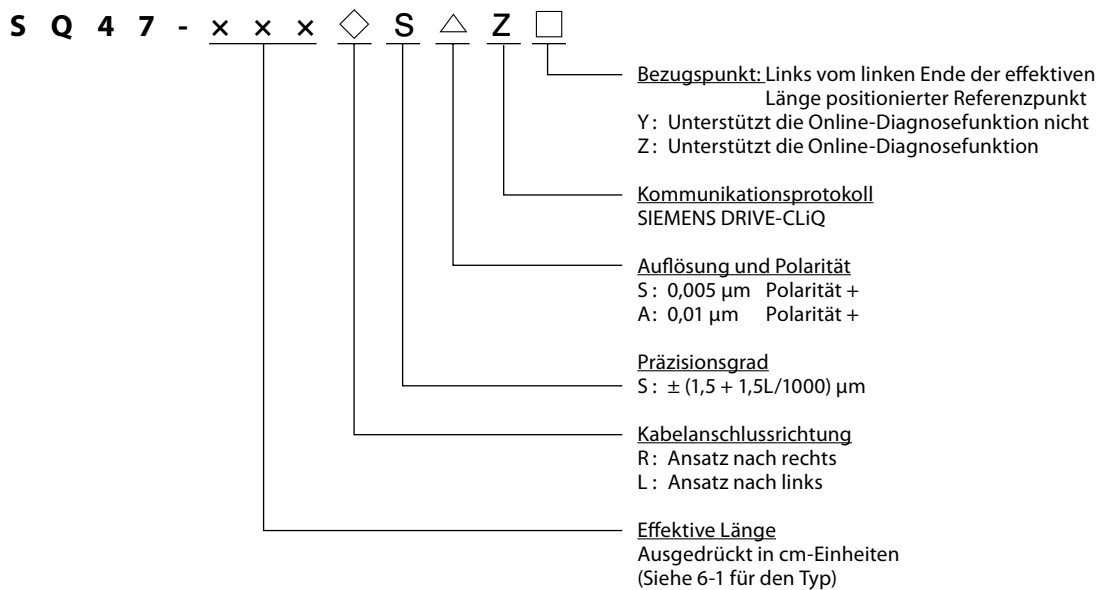 S Q 4 7 - × × × ◇ S △ Z □
Bezugspunkt: Links vom linken Ende der effektiven
Länge positionierter Referenzpunkt
Y : Unterstützt die Online-Diagnosefunktion nicht
Z : Unterstützt die Online-Diagnosefunktion
Kommunikationsprotokoll
SIEMENS DRIVE-CLiQ
Auflösung und Polarität
S : 0,005 μm Polarität +
A : 0,01 μm Polarität +
Präzisionsgrad
S : ± (1,5 + 1,5L/1000) μm
Kabelanschlussrichtung
R : Ansatz nach rechts
L : Ansatz nach links
Effektive Länge
Ausgedrückt in cm-Einheiten
(Siehe 6-1 für den Typ)